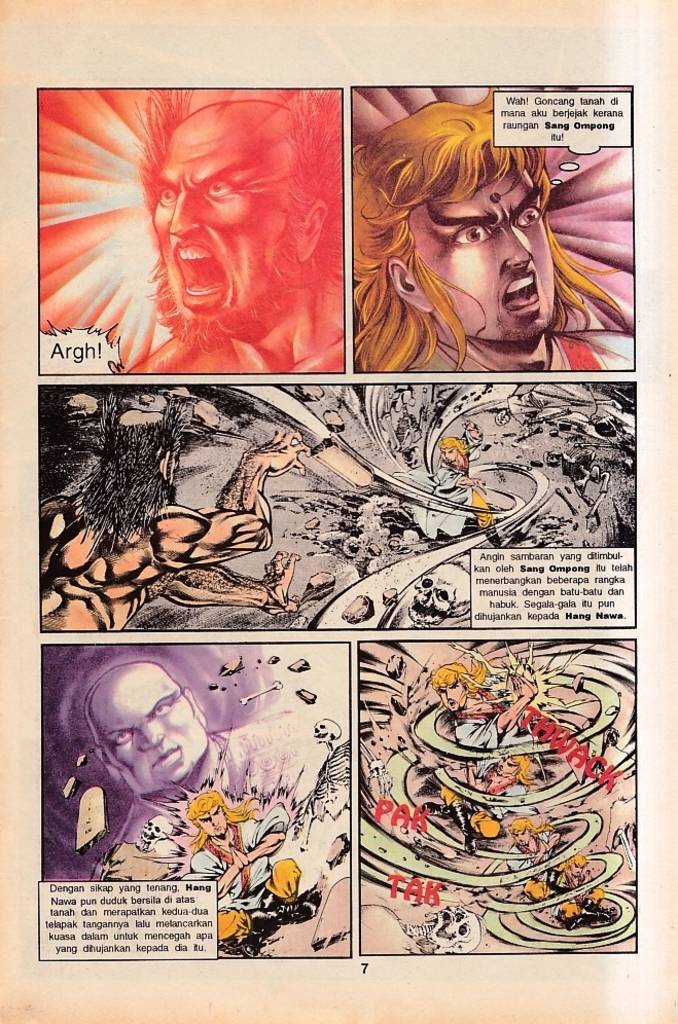 Argh!
Wah! Goncang tanah di
mana aku berjejak kerana
raungan Sang Ompong
itu!
Angin sambaran yang ditimbul-
kan oleh Sang Ompong itu telah
menerbangkan beberapa rangka
manusia dengan batu-batu dan
habuk. Segala-gala itu pun
dihujankan kepada Hang Nawa.
Dengan sikap yang tenang, Hang
Nawa pun duduk bersila di atas
tanah dan merapatkan kedua-dua
telapak tangannya lalu melancarkan
kuasa dalam untuk mencegah apa
yang dihujankan kepada dia itu.
THWACK
PAK
TAK
7